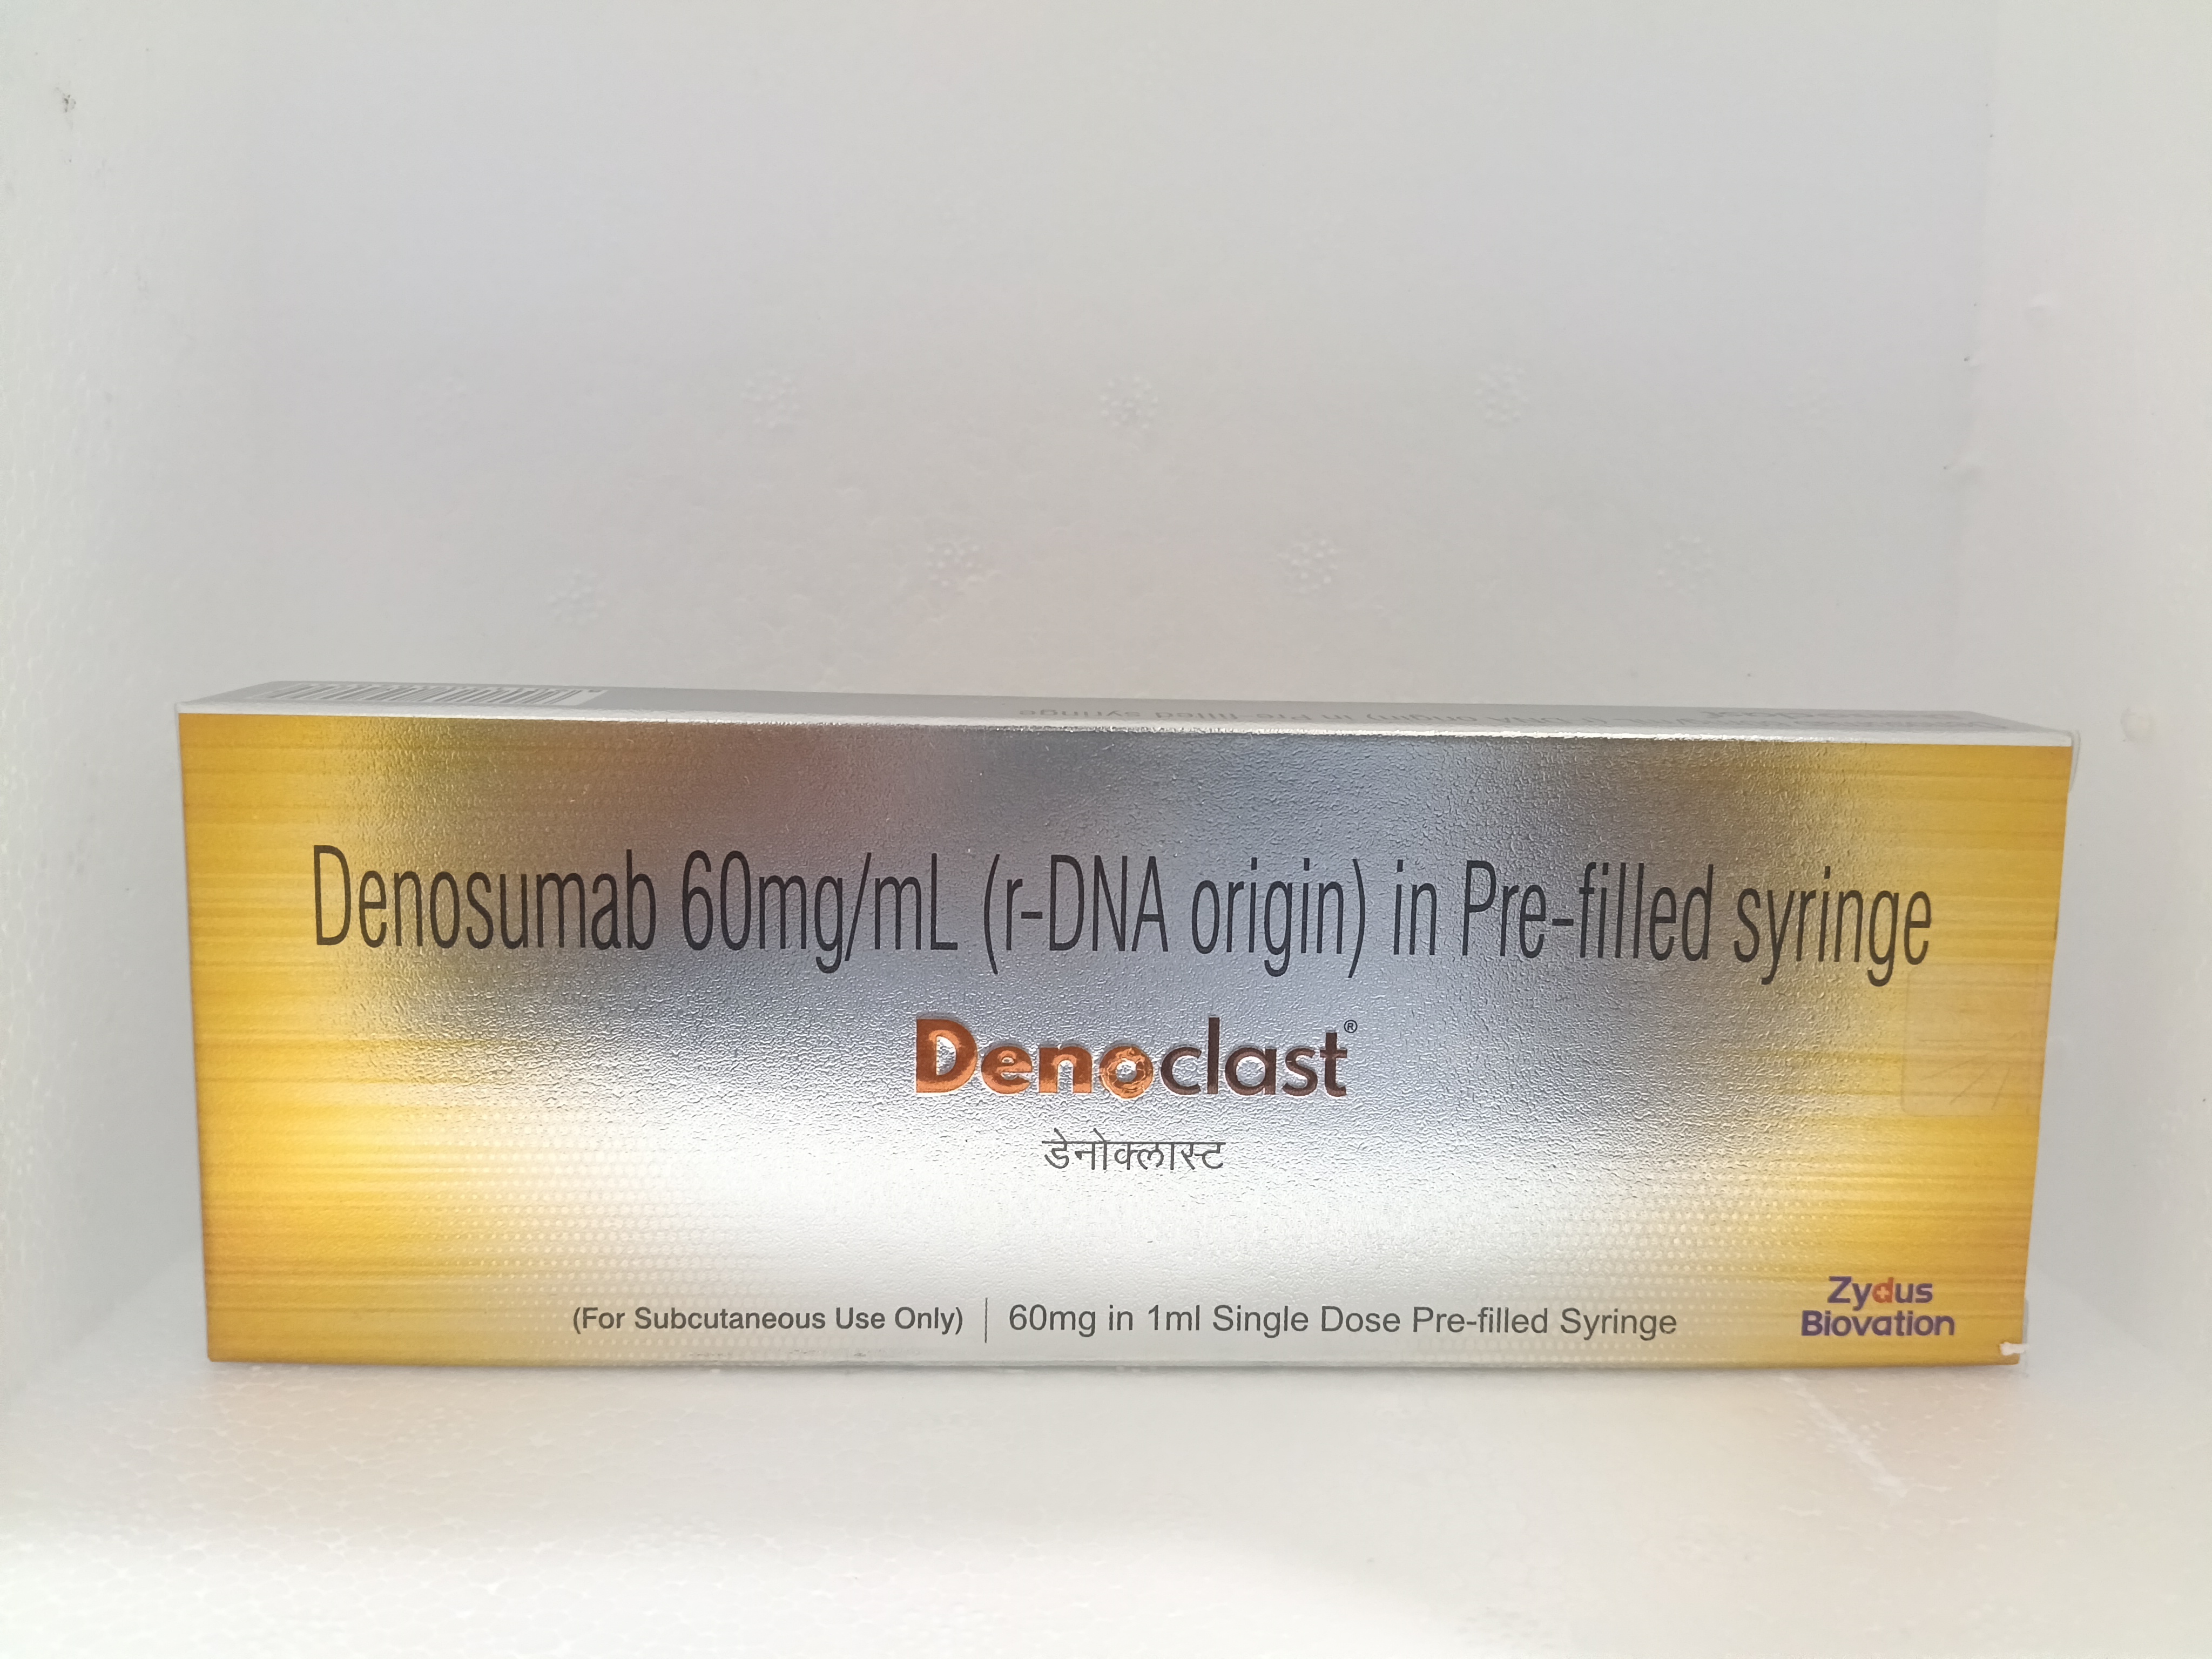 Denosumab 60mg/mL (r-DNA origin) in Pre-filled syringe
Denoclast®
डेनोक्लास्ट
(For Subcutaneous Use Only) | 60mg in 1ml Single Dose Pre-filled Syringe
Zydus
Biovation